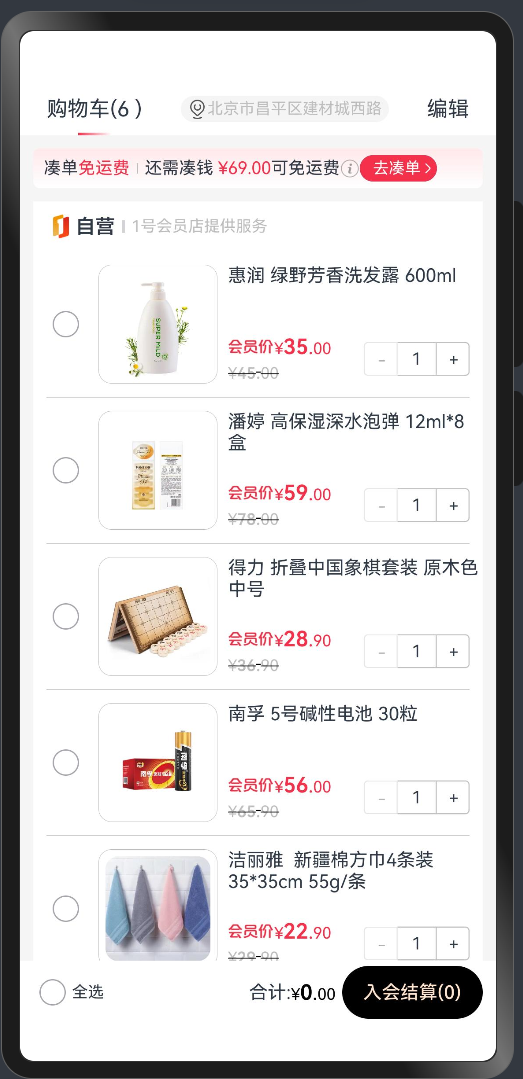 购物车(6 )
北京市昌平区建材城西路
编辑
凑单免运费 还需凑钱 ¥69.00可免运费 去凑单
自营 1号会员店提供服务
惠润 绿野芳香洗发露 600ml
SUPER MiLD
会员价¥35.00
¥45.00
- 1 +
潘婷 高保湿深水泡弹 12ml*8
盒
会员价¥59.00
¥78.00
- 1 +
得力 折叠中国象棋套装 原木色
中号
会员价¥28.90
¥36.90
- 1 +
南孚 5号碱性电池 30粒
会员价¥56.00
¥65.90
- 1 +
洁丽雅 新疆棉方巾4条装
35*35cm 55g/条
会员价¥22.90
¥29.90
- 1 +
全选
合计:¥0.00
入会结算(0)